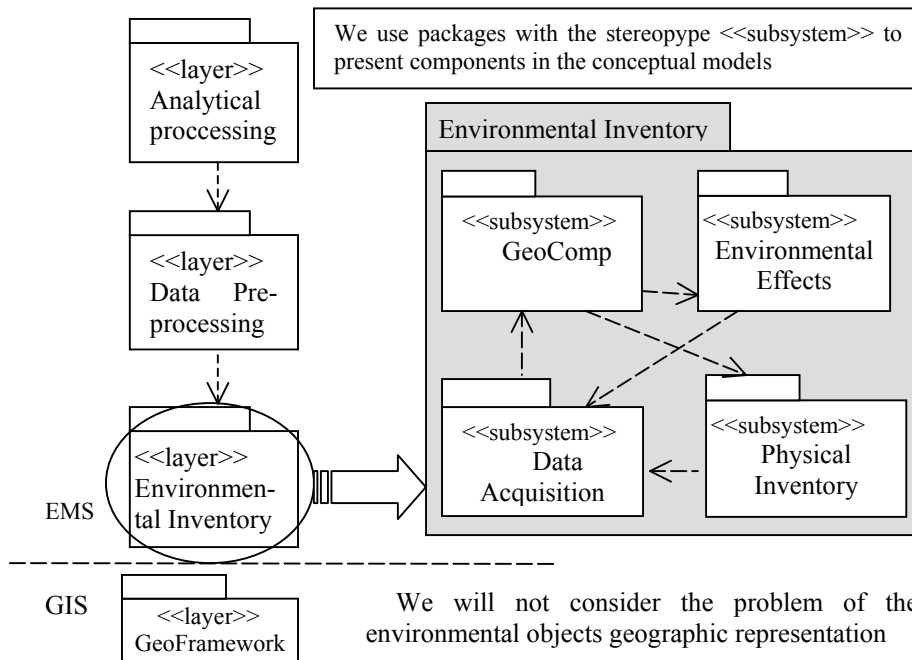 We use packages with the stereopype <<subsystem>> to
present components in the conceptual models
<<layer>>
Analytical
proccessing
<<layer>>
Data Pre-
processing
<<layer>>
Environmen-
tal Inventory
EMS
Environmental Inventory
<<subsystem>>
GeoComp
<<subsystem>>
Environmental
Effects
<<subsystem>>
Data
Acquisition
<<subsystem>>
Physical
Inventory
GIS
<<layer>>
GeoFramework
We will not consider the problem of the
environmental objects geographic representation